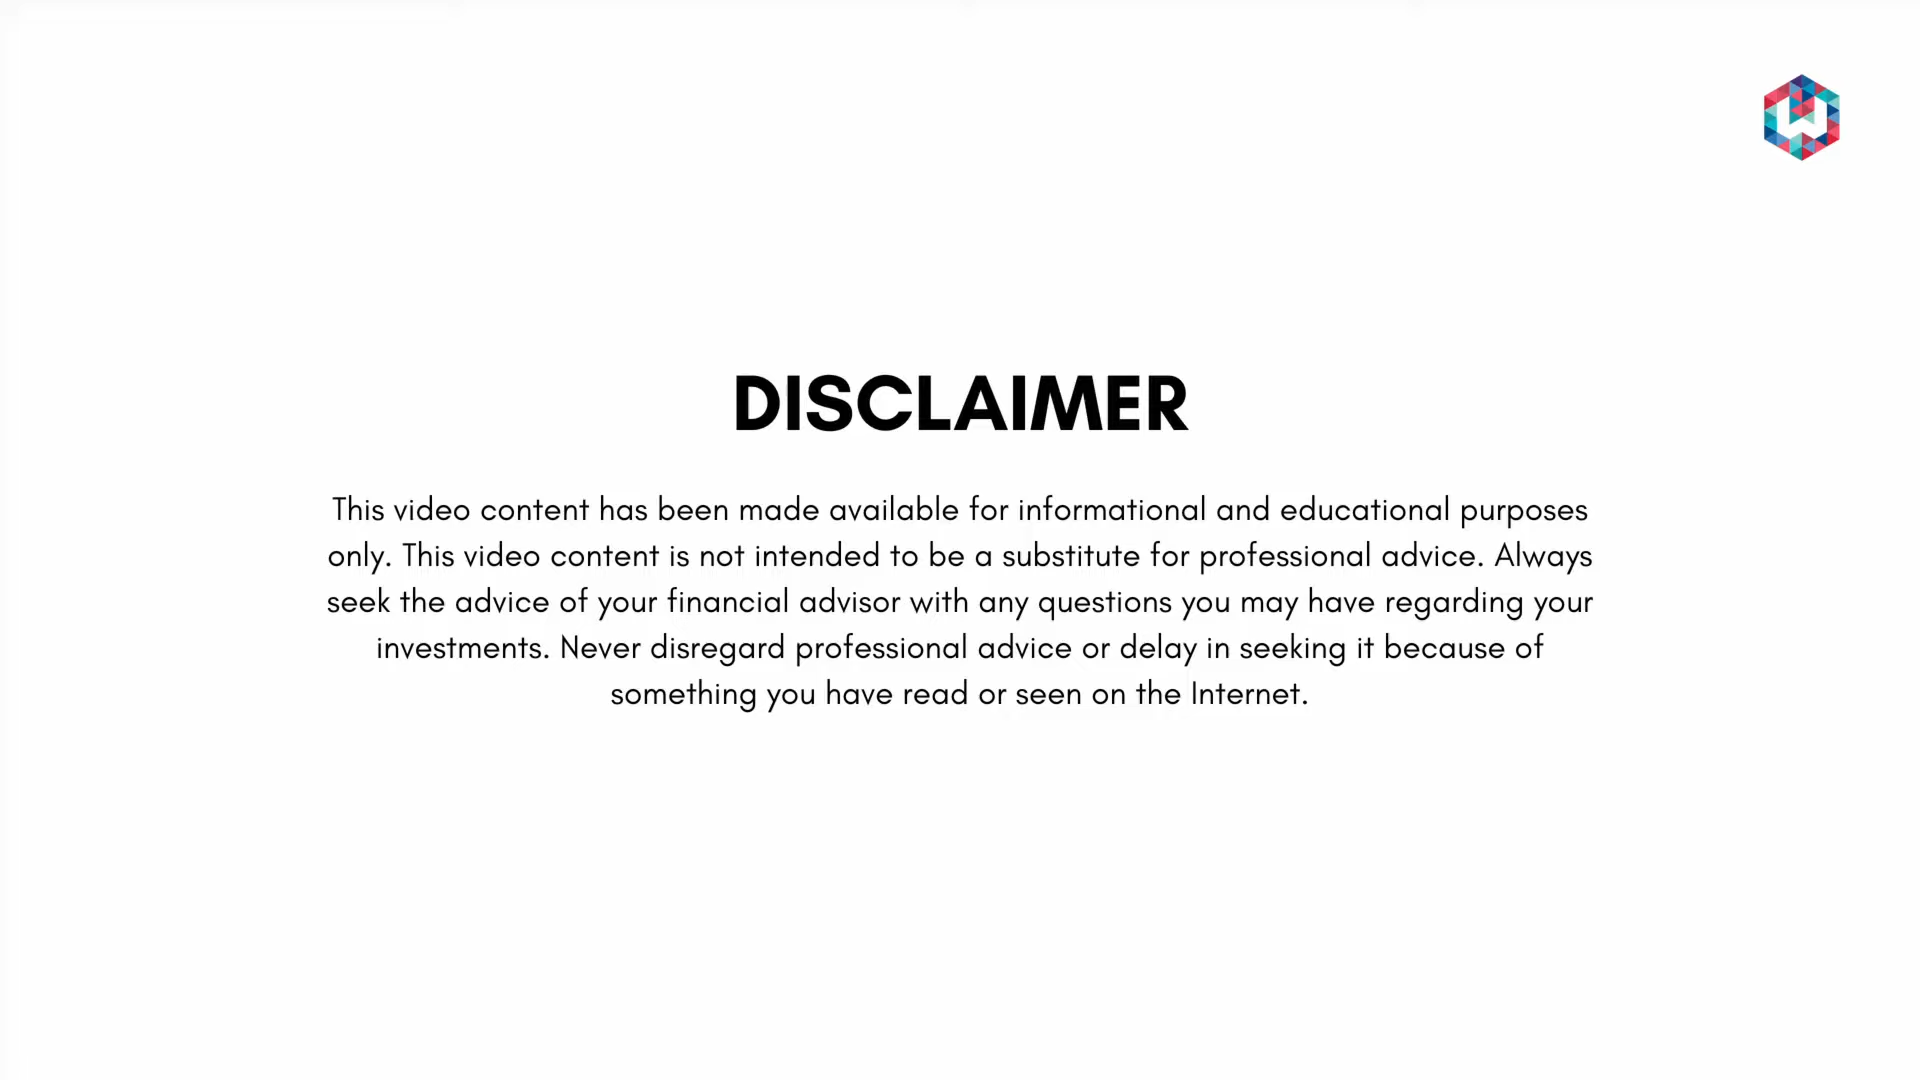 DISCLAIMER
This video content has been made available for informational and educational purposes
only. This video content is not intended to be a substitute for professional advice. Always
seek the advice of your financial advisor with any questions you may have regarding your
investments. Never disregard professional advice or delay in seeking it because of
something you have read or seen on the Internet.